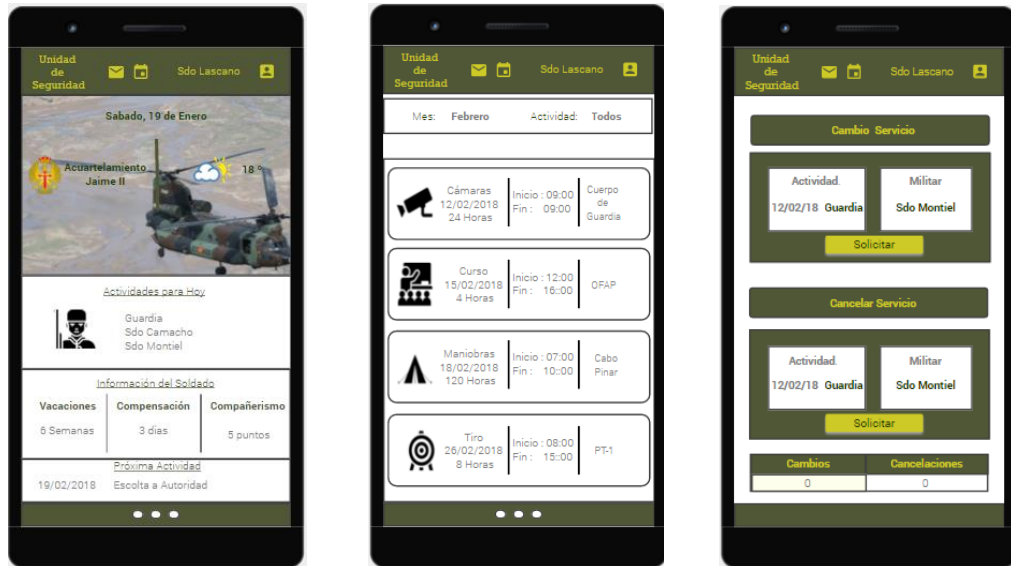 Unidad
de
Seguridad
Sdo Lascano
Sabado, 19 de Enero
Acuartelamiento
Jaime II
18 º
Actividades para Hoy
Guardia
Sdo Camacho
Sdo Montiel
Información del Soldado
Vacaciones Compensación Compañerismo
6 Semanas 3 dias 5 puntos
Próxima Actividad
19/02/2018 Escolta a Autoridad
Unidad
de
Seguridad
Sdo Lascano
Mes: Febrero Actividad: Todos
Cámaras
12/02/2018
24 Horas
Inicio : 09:00
Fin : 09:00
Cuerpo
de
Guardia
Curso
15/02/2018
4 Horas
Inicio : 12:00
Fin : 16::00
OFAP
Maniobras
18/02/2018
120 Horas
Inicio : 07:00
Fin : 10::00
Cabo
Pinar
Tiro
26/02/2018
8 Horas
Inicio : 08:00
Fin : 15::00
PT-1
Unidad
de
Seguridad
Sdo Lascano
Cambio Servicio
Actividad. Militar
12/02/18 Guardia Sdo Montiel
Solicitar
Cancelar Servicio
Actividad. Militar
12/02/18 Guardia Sdo Montiel
Solicitar
Cambios Cancelaciones
0 0